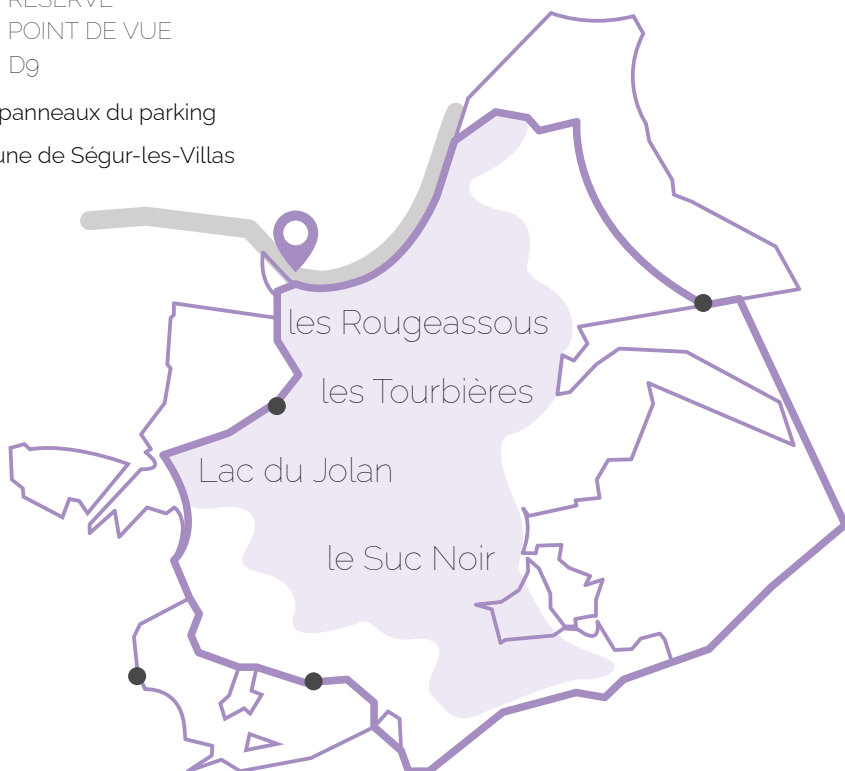 RESERVE
POINT DE VUE
D9
panneaux du parking
une de Ségur-les-Villas
les Rougeassous
les Tourbières
Lac du Jolan
le Suc Noir